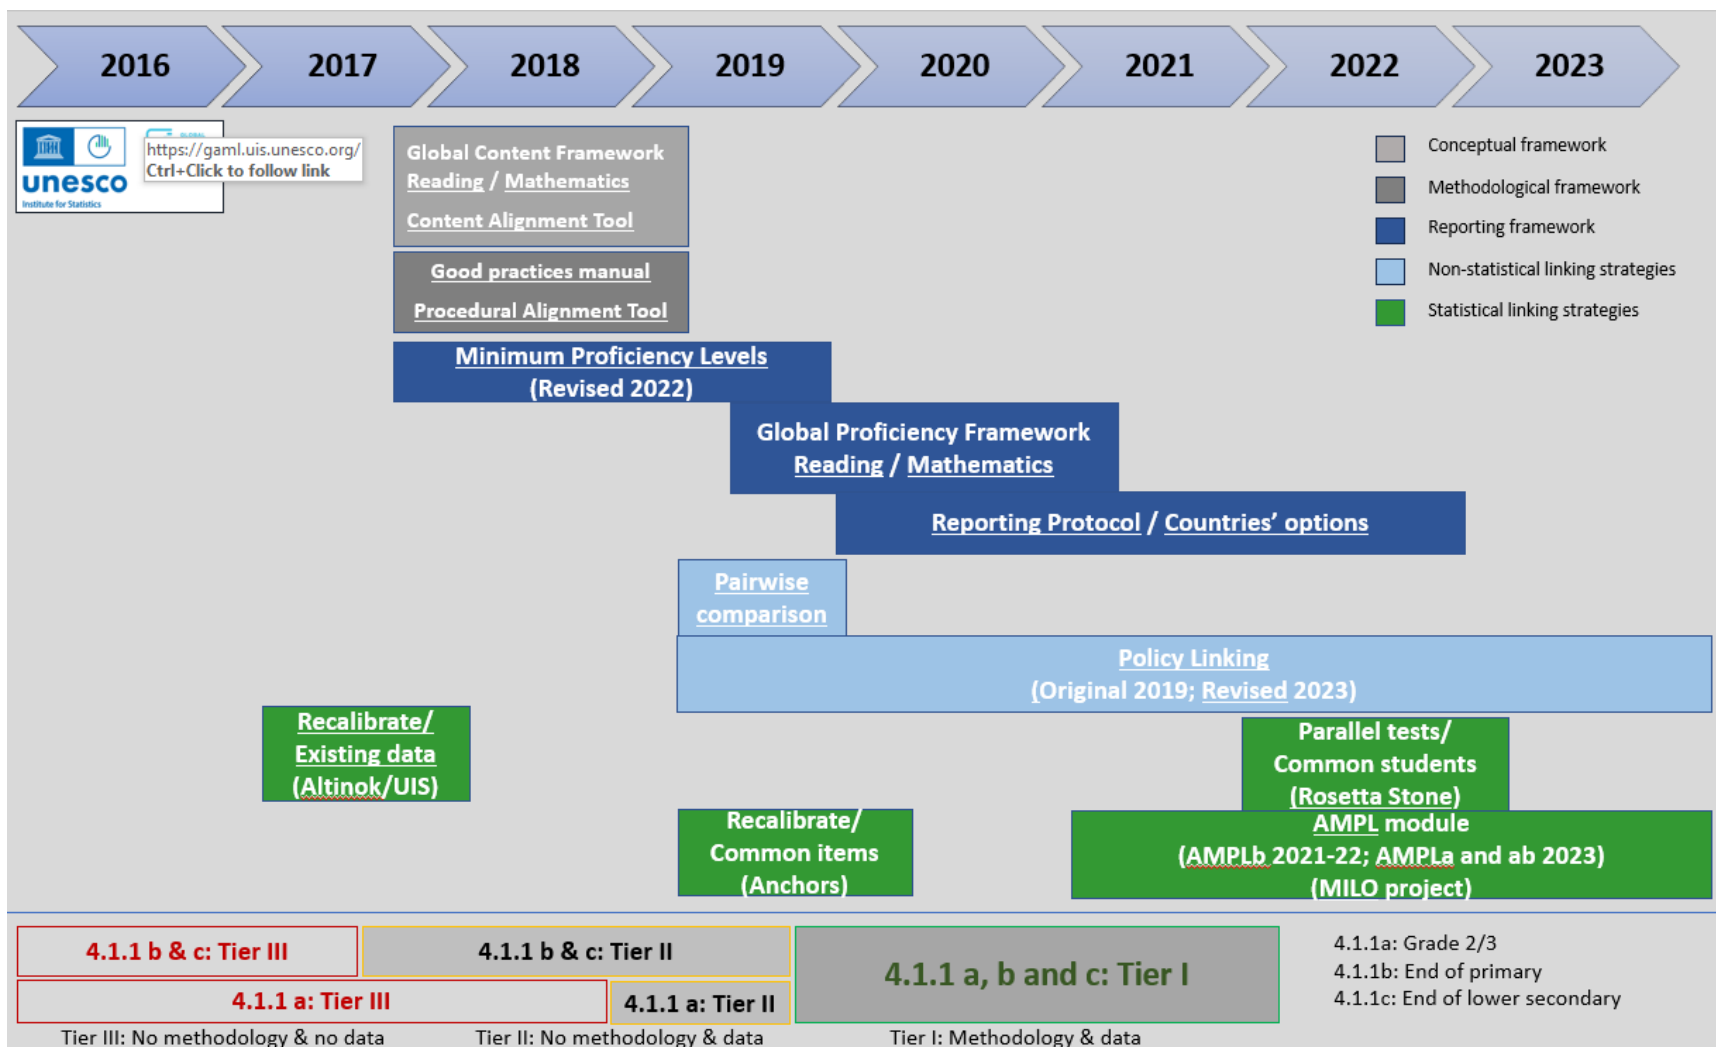 2016 2017 2018 2019 2020 2021 2022 2023
unesco
Institute for Statistics
GLOBAL
https://gaml.uis.unesco.org/
Ctrl+Click to follow link
Global Content Framework
Reading / Mathematics
Content Alignment Tool
Good practices manual
Procedural Alignment Tool
Conceptual framework
Methodological framework
Reporting framework
Non-statistical linking strategies
Statistical linking strategies
Minimum Proficiency Levels
(Revised 2022)
Global Proficiency Framework
Reading / Mathematics
Reporting Protocol / Countries’ options
Pairwise
comparison
Policy Linking
(Original 2019; Revised 2023)
Recalibrate/
Existing data
(Altinok/UIS)
Parallel tests/
Common students
(Rosetta Stone)
Recalibrate/
Common items
(Anchors)
AMPL module
(AMPLb 2021-22; AMPLa and ab 2023)
(MILO project)
4.1.1 b & c: Tier III
4.1.1 b & c: Tier II
4.1.1 a: Tier III
4.1.1 a: Tier II
4.1.1 a, b and c: Tier I
4.1.1a: Grade 2/3
4.1.1b: End of primary
4.1.1c: End of lower secondary
Tier III: No methodology & no data
Tier II: No methodology & data
Tier I: Methodology & data